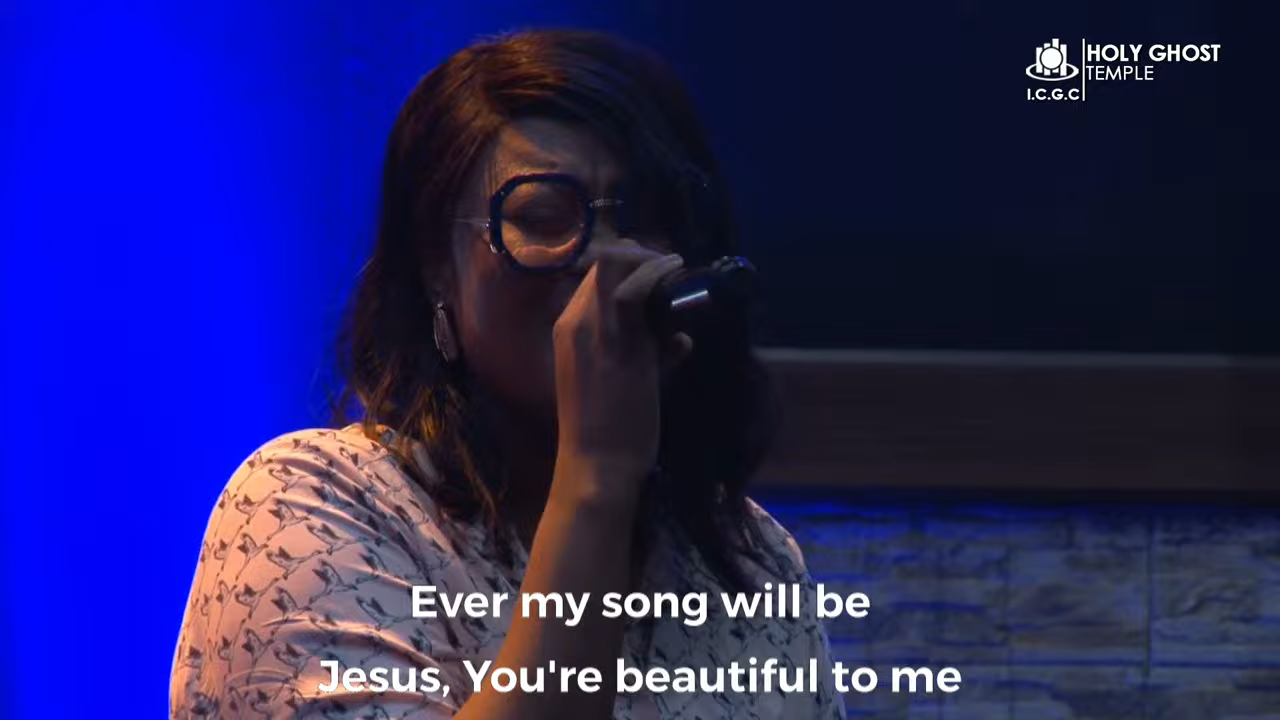 HOLY GHOST
TEMPLE
I.C.G.C
Ever my song will be
Jesus, You're beautiful to me